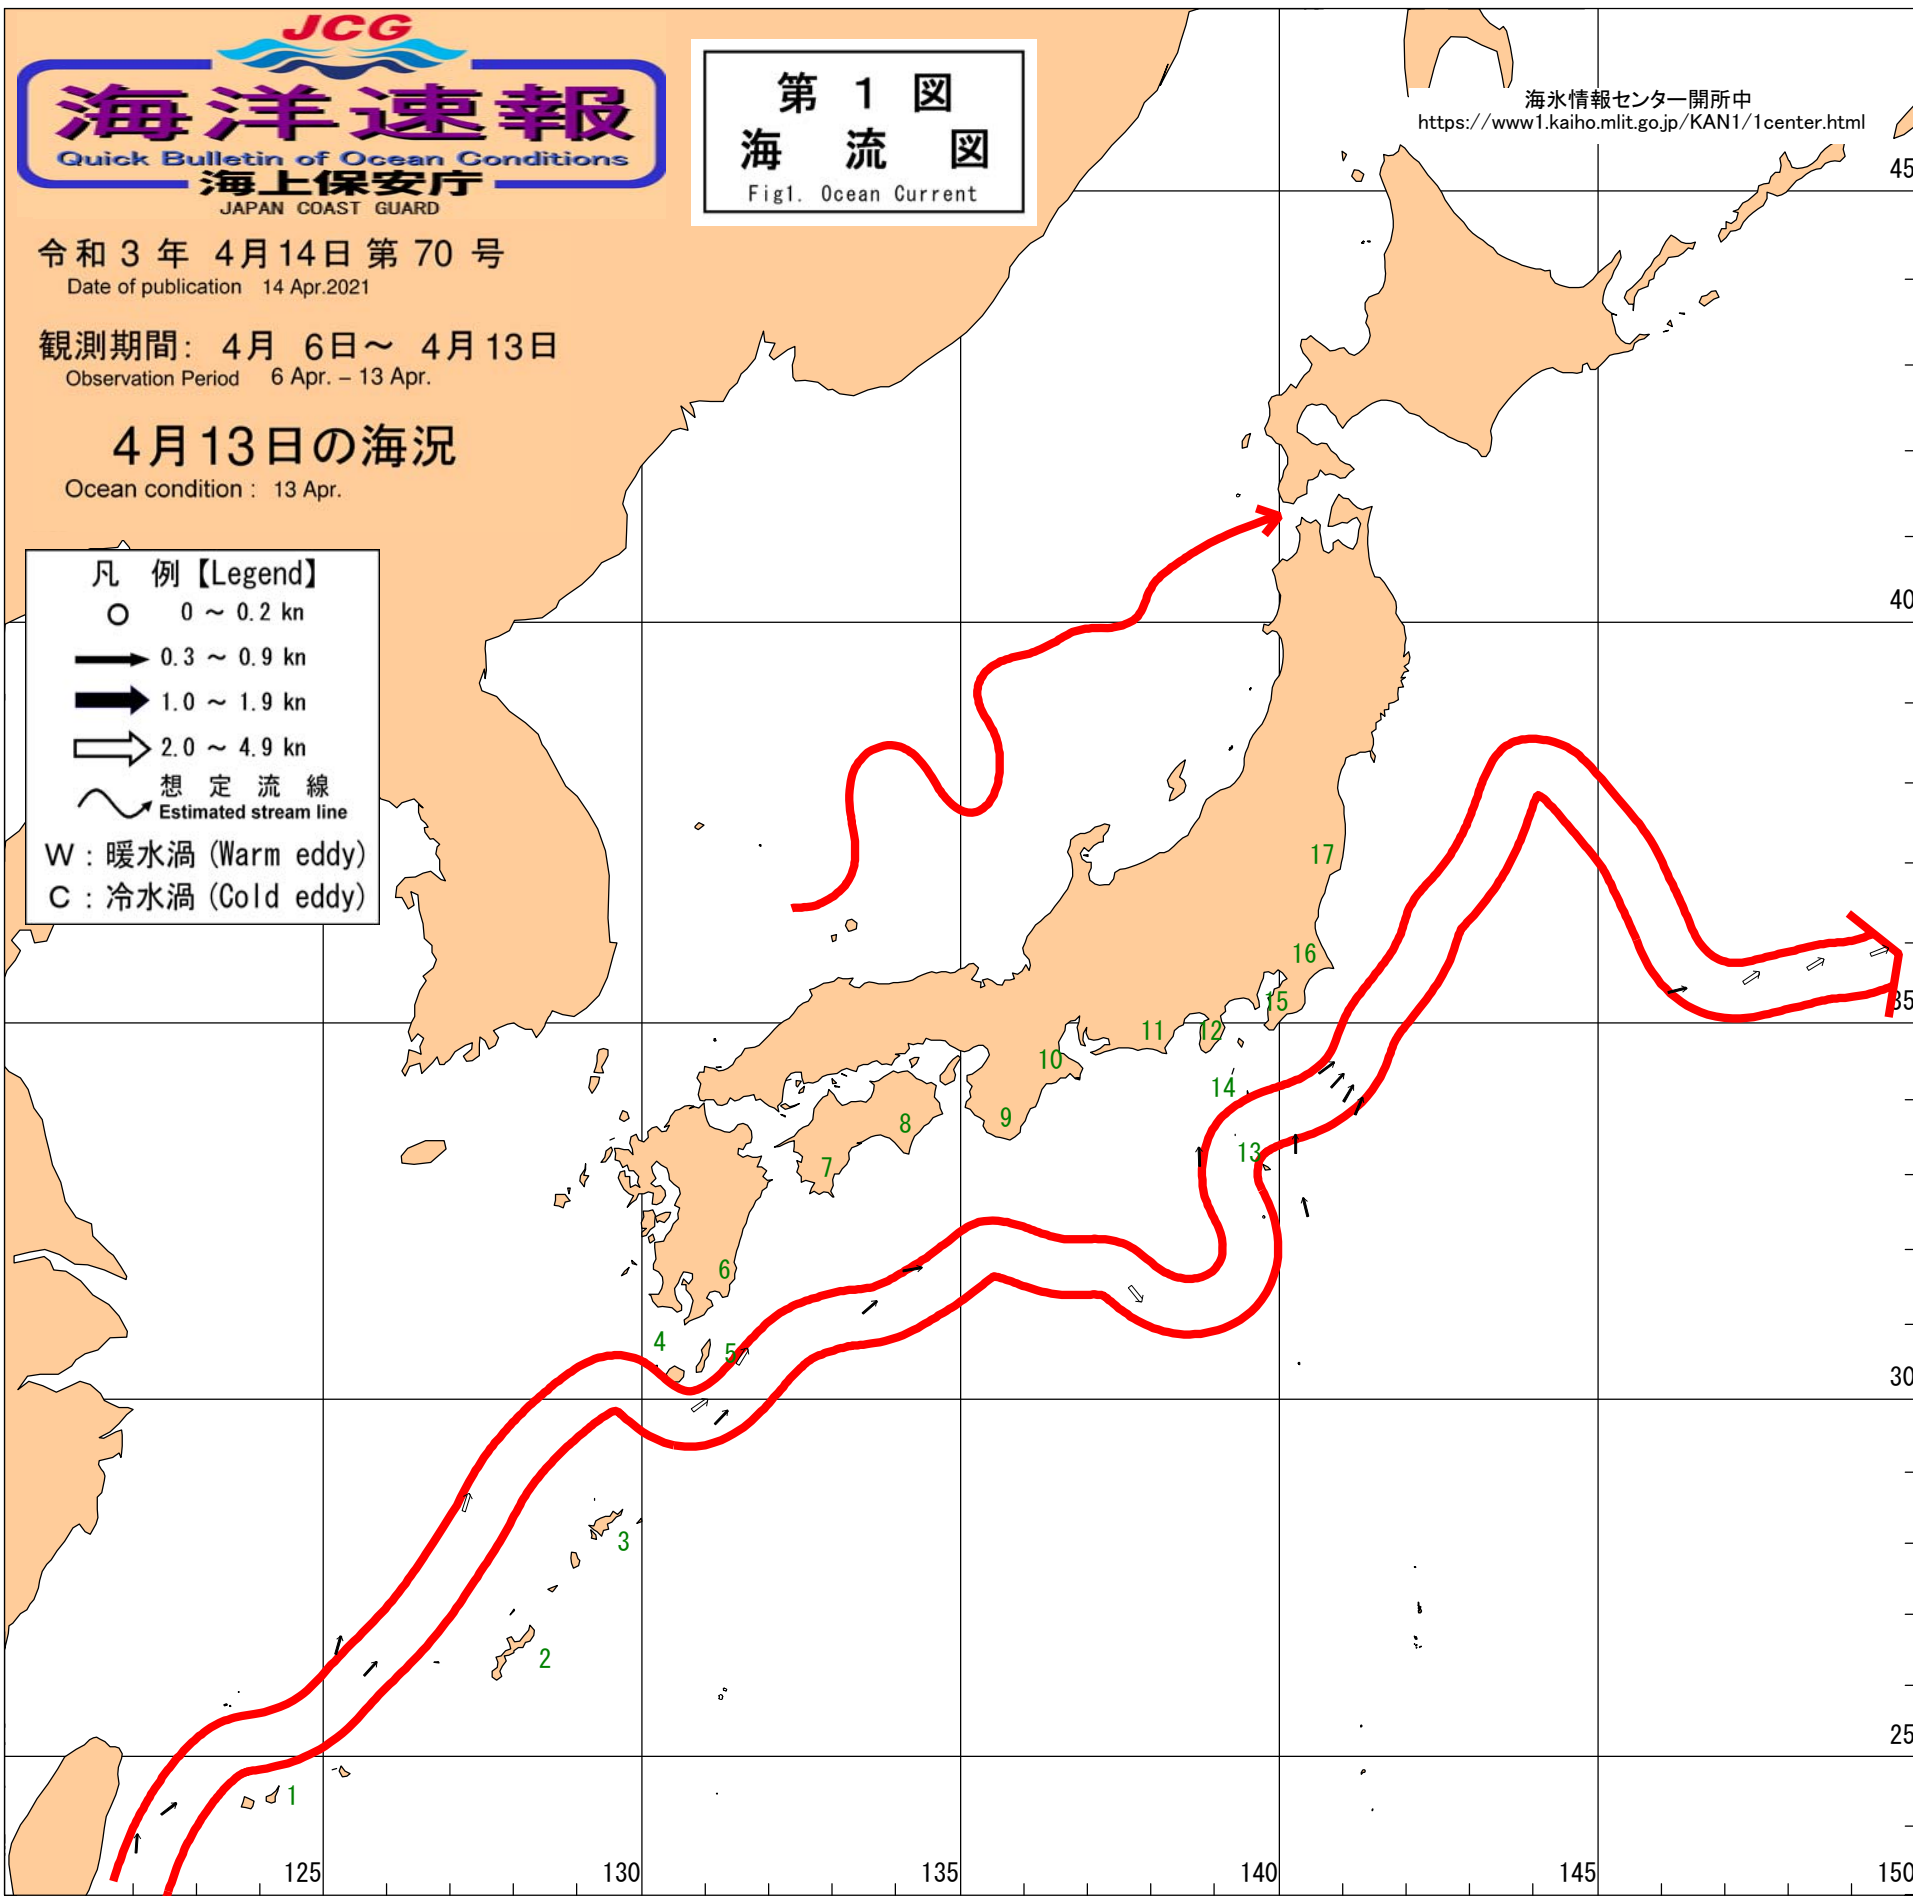 JCG
海洋速報
Quick Bulletin of Ocean Conditions
海上保安庁
JAPAN COAST GUARD
第 1 図
海 流 図
Fig1. Ocean Current
海氷情報センター開所中
https://www1.kaiho.mlit.go.jp/KAN1/1center.html
令和 3 年 4月14日 第 70 号
Date of publication 14 Apr.2021
観測期間: 4月 6日～ 4月13日
Observation Period 6 Apr. – 13 Apr.
4月13日の海況
Ocean condition : 13 Apr.
凡 例【Legend】
0 ～ 0.2 kn
0.3 ～ 0.9 kn
1.0 ～ 1.9 kn
2.0 ～ 4.9 kn
想 定 流 線
Estimated stream line
W : 暖水渦 (Warm eddy)
C : 冷水渦 (Cold eddy)
45
40
17
16
15
35
11
12
10
14
9
8
13
7
6
4
5
30
3
2
25
1
125
130
135
140
145
150